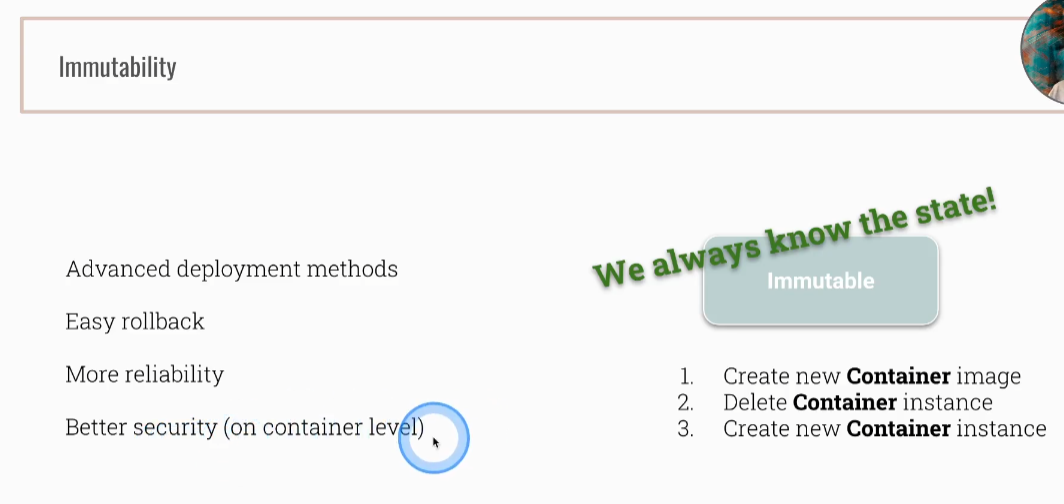 Immutability
We always know the state!
Immutable
Advanced deployment methods
Easy rollback
More reliability
Better security (on container level)
1. Create new Container image
2. Delete Container instance
3. Create new Container instance